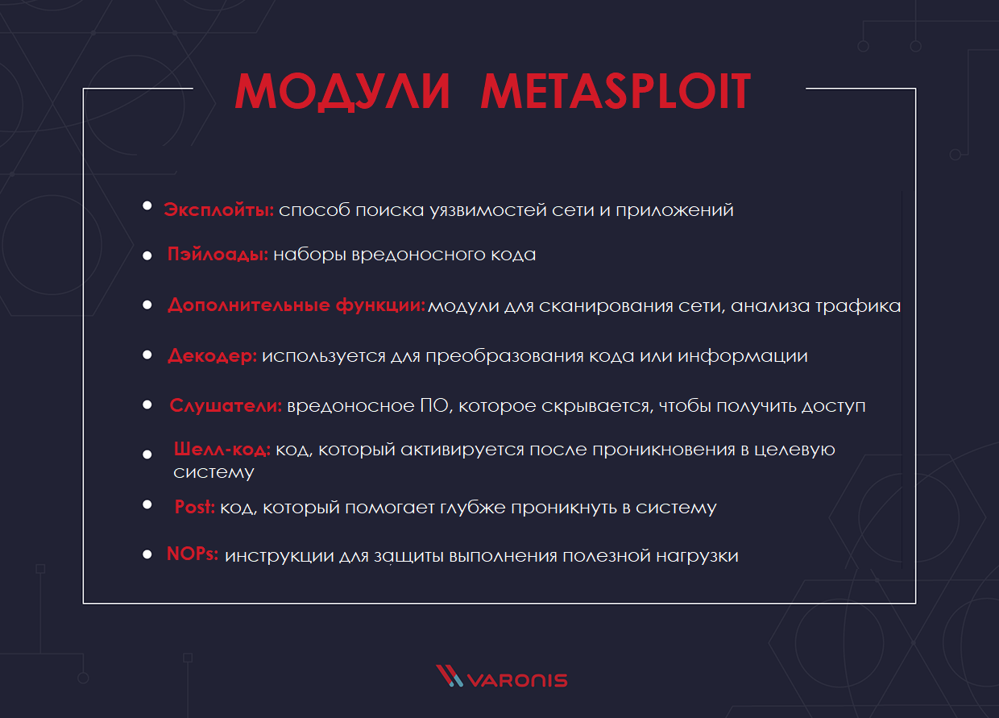 МОДУЛИ METASPLOIT
Эксплойты: способ поиска уязвимостей сети и приложений
Пэйлоады: наборы вредоносного кода
Дополнительные функции: модули для сканирования сети, анализа трафика
Декодер: используется для преобразования кода или информации
Слушатели: вредоносное ПО, которое скрывается, чтобы получить доступ
Шелл-код: код, который активируется после проникновения в целевую
систему
Post: код, который помогает глубже проникнуть в систему
NOPs: инструкции для защиты выполнения полезной нагрузки
VARONIS